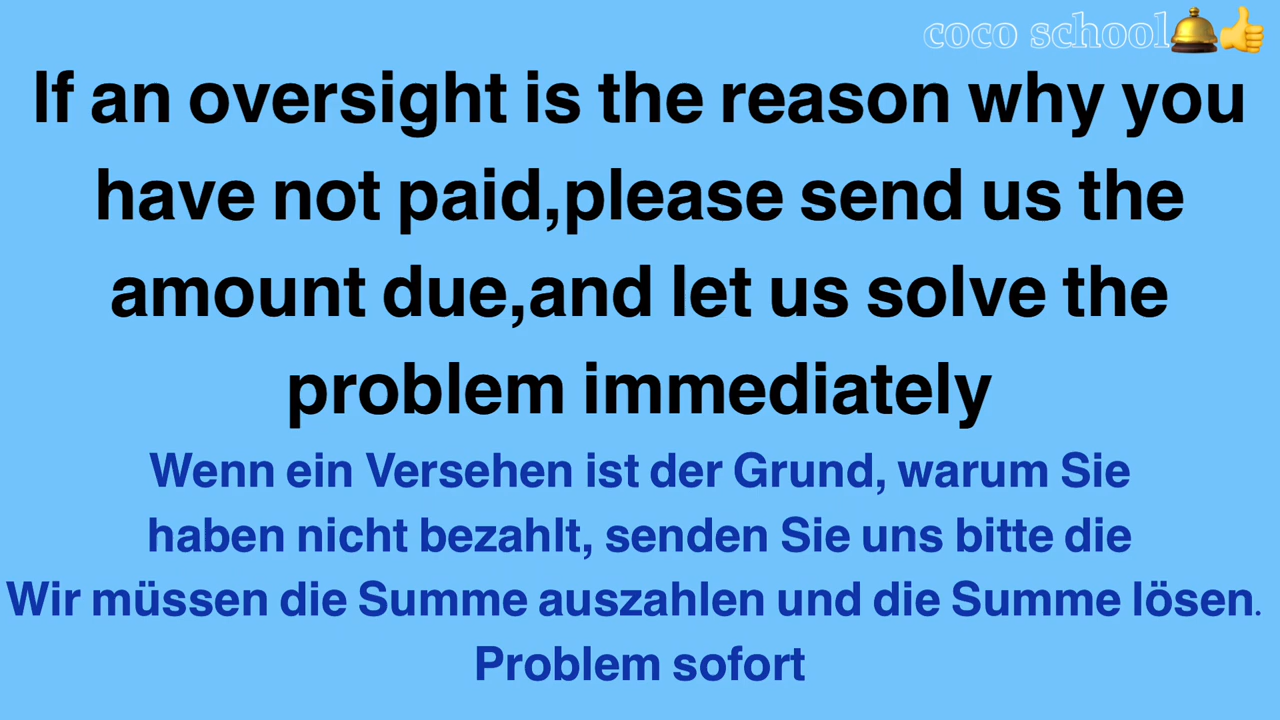 coco school🛎️👍
If an oversight is the reason why you
have not paid,please send us the
amount due,and let us solve the
problem immediately
Wenn ein Versehen ist der Grund, warum Sie
haben nicht bezahlt, senden Sie uns bitte die
Wir müssen die Summe auszahlen und die Summe lösen.
Problem sofort